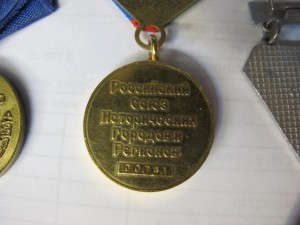 Российский
Союз
Исторических
Городов и
Регионов